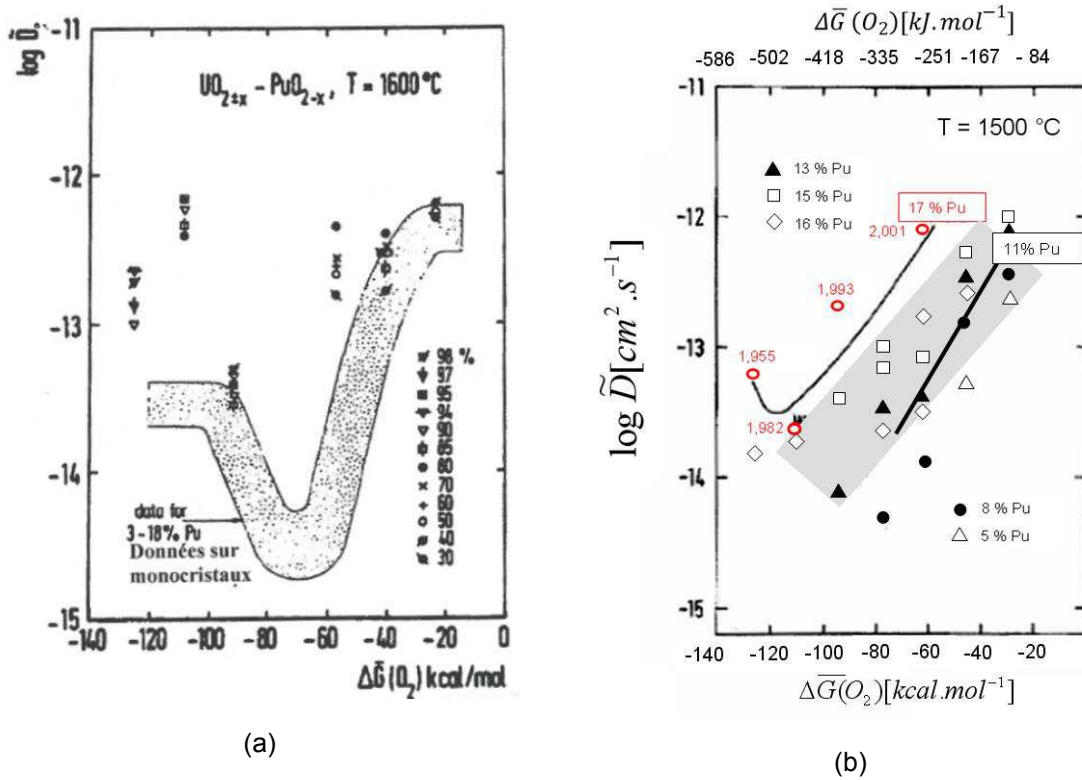 log D̃.
-11
-12
-13
-14
-15
UO₂±ₓ - PuO₂₋ₓ, T = 1600°C
98 %
97
95
94
90
85
80
70
60
50
40
30
data for
3-18% Pu
Données sur
monocristaux
-140 -120 -100 -80 -60 -40 -20 0
ΔḠ(O₂) kcal/mol
(a)
ΔḠ(O₂)[kJ.mol⁻¹]
-586 -502 -418 -335 -251 -167 - 84
log D̃[cm².s⁻¹]
-11
-12
-13
-14
-15
T = 1500 °C
13 % Pu
15 % Pu
16 % Pu
17 % Pu
2,001
11% Pu
1,993
1,955
1,982
8 % Pu
5 % Pu
-140 -120 -100 -80 -60 -40 -20
ΔḠ(O₂)[kcal.mol⁻¹]
(b)